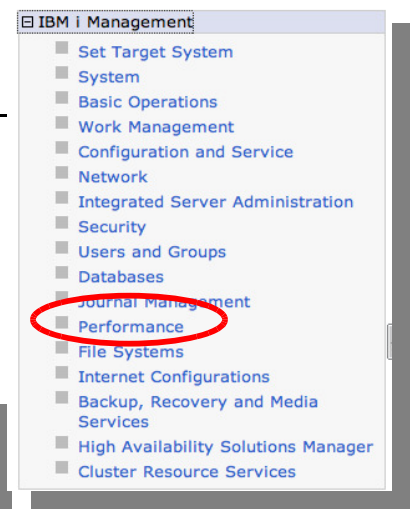 IBM i Management
Set Target System
System
Basic Operations
Work Management
Configuration and Service
Network
Integrated Server Administration
Security
Users and Groups
Databases
Journal Management
Performance
File Systems
Internet Configurations
Backup, Recovery and Media
Services
High Availability Solutions Manager
Cluster Resource Services